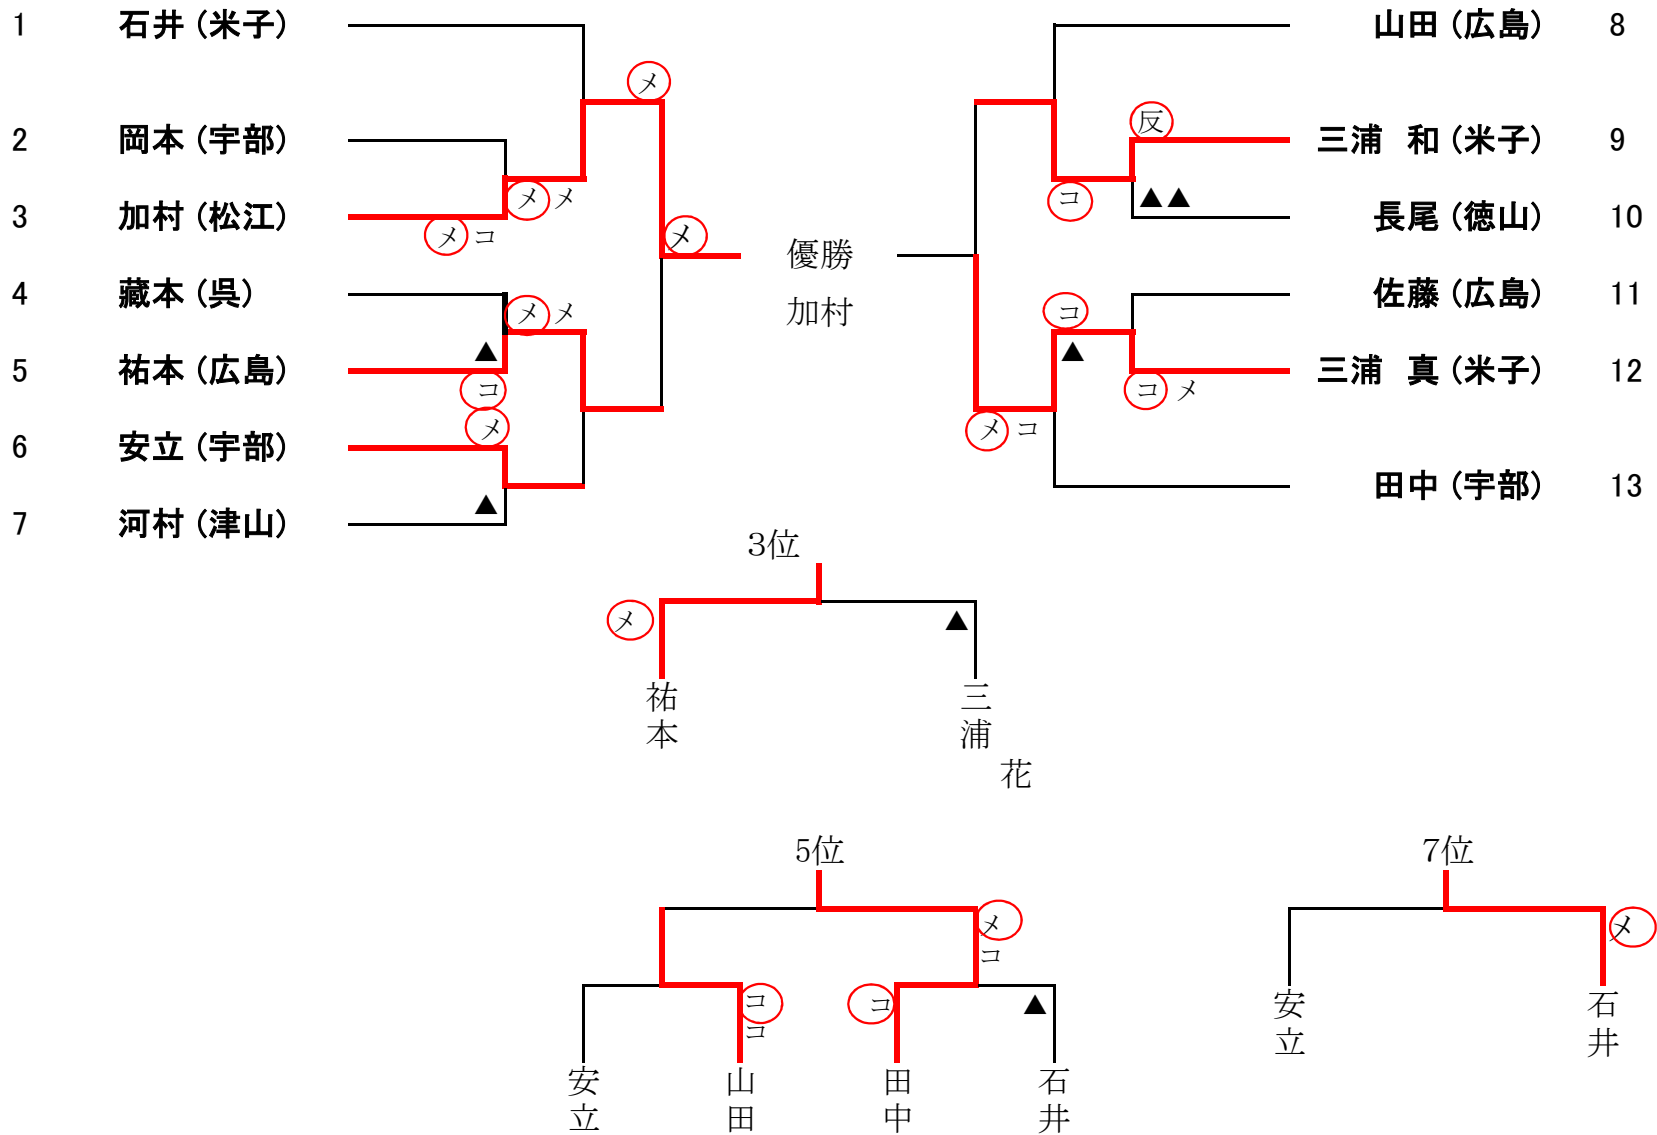 1 石井（米子）
メ
2 岡本（宇部）
メ メ
3 加村（松江）
メ コ
メ
4 藏本（呉）
メ メ
▲
5 祐本（広島）
コ
メ
6 安立（宇部）
▲
7 河村（津山）
優勝
加村
山田（広島） 8
反
三浦　和（米子） 9
▲▲
コ
長尾（徳山） 10
佐藤（広島） 11
コ
▲
三浦　真（米子） 12
コ メ
メ コ
田中（宇部） 13
3位
メ
▲
祐本
三浦
花
5位
メ
コ
コ
コ
コ
▲
安立
山田
田中
石井
7位
メ
安立
石井